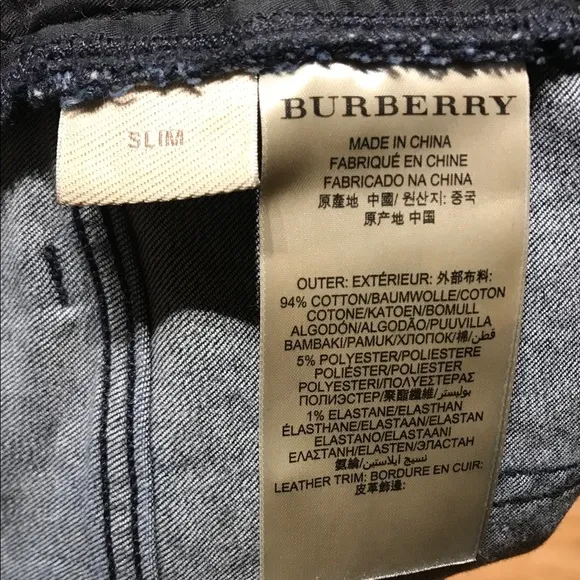 SLIM
BURBERRY
MADE IN CHINA
FABRIQUÉ EN CHINE
FABRICADO NA CHINA
原產地 中國/ 원산지: 중국
原产地 中国
OUTER: EXTÉRIEUR: 外部布料:
94% COTTON/BAUMWOLLE/COTON
COTONE/KATOEN/BOMULL
ALGODÓN/ALGODÃO/PUUVILLA
BAMBAKI/PAMUK/ХЛОПОК/棉/قطن
5% POLYESTER/POLIESTERE
POLIÉSTER/POLIESTER
POLYESTERI/ΠΟΛΥΕΣΤΕΡΑΣ
ПОЛИЭСТЕР/聚酯纖維/بوليستر
1% ELASTANE/ELASTHAN
ÉLASTHANE/ELASTAAN/ELASTAN
ELASTANO/ELASTAANI
ΕΛΑΣΤΑΝΗ/ELASTEN/ЭЛАСТАН
氨綸/نسيج ايلاستين
LEATHER TRIM: BORDURE EN CUIR:
皮革飾邊: